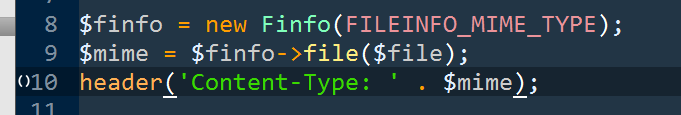 8 $finfo = new Finfo(FILEINFO_MIME_TYPE);
9 $mime = $finfo->file($file);
()10 header('Content-Type: ' . $mime);
11